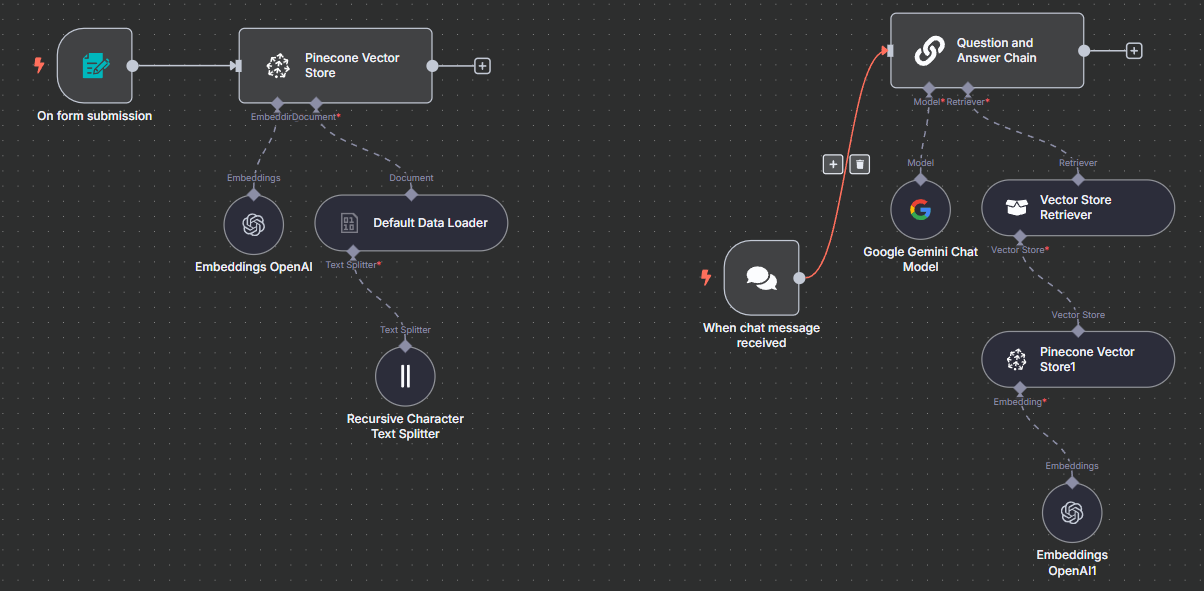 Pinecone Vector
Store
On form submission
EmbeddirDocument*
Embeddings
Document
Default Data Loader
Embeddings OpenAI
Text Splitter*
Text Splitter
Recursive Character
Text Splitter
Question and
Answer Chain
Model* Retriever*
Model
Retriever
Google Gemini Chat
Model
Vector Store
Retriever
Vector Store*
When chat message
received
Vector Store
Pinecone Vector
Store1
Embedding*
Embeddings
Embeddings
OpenAI1